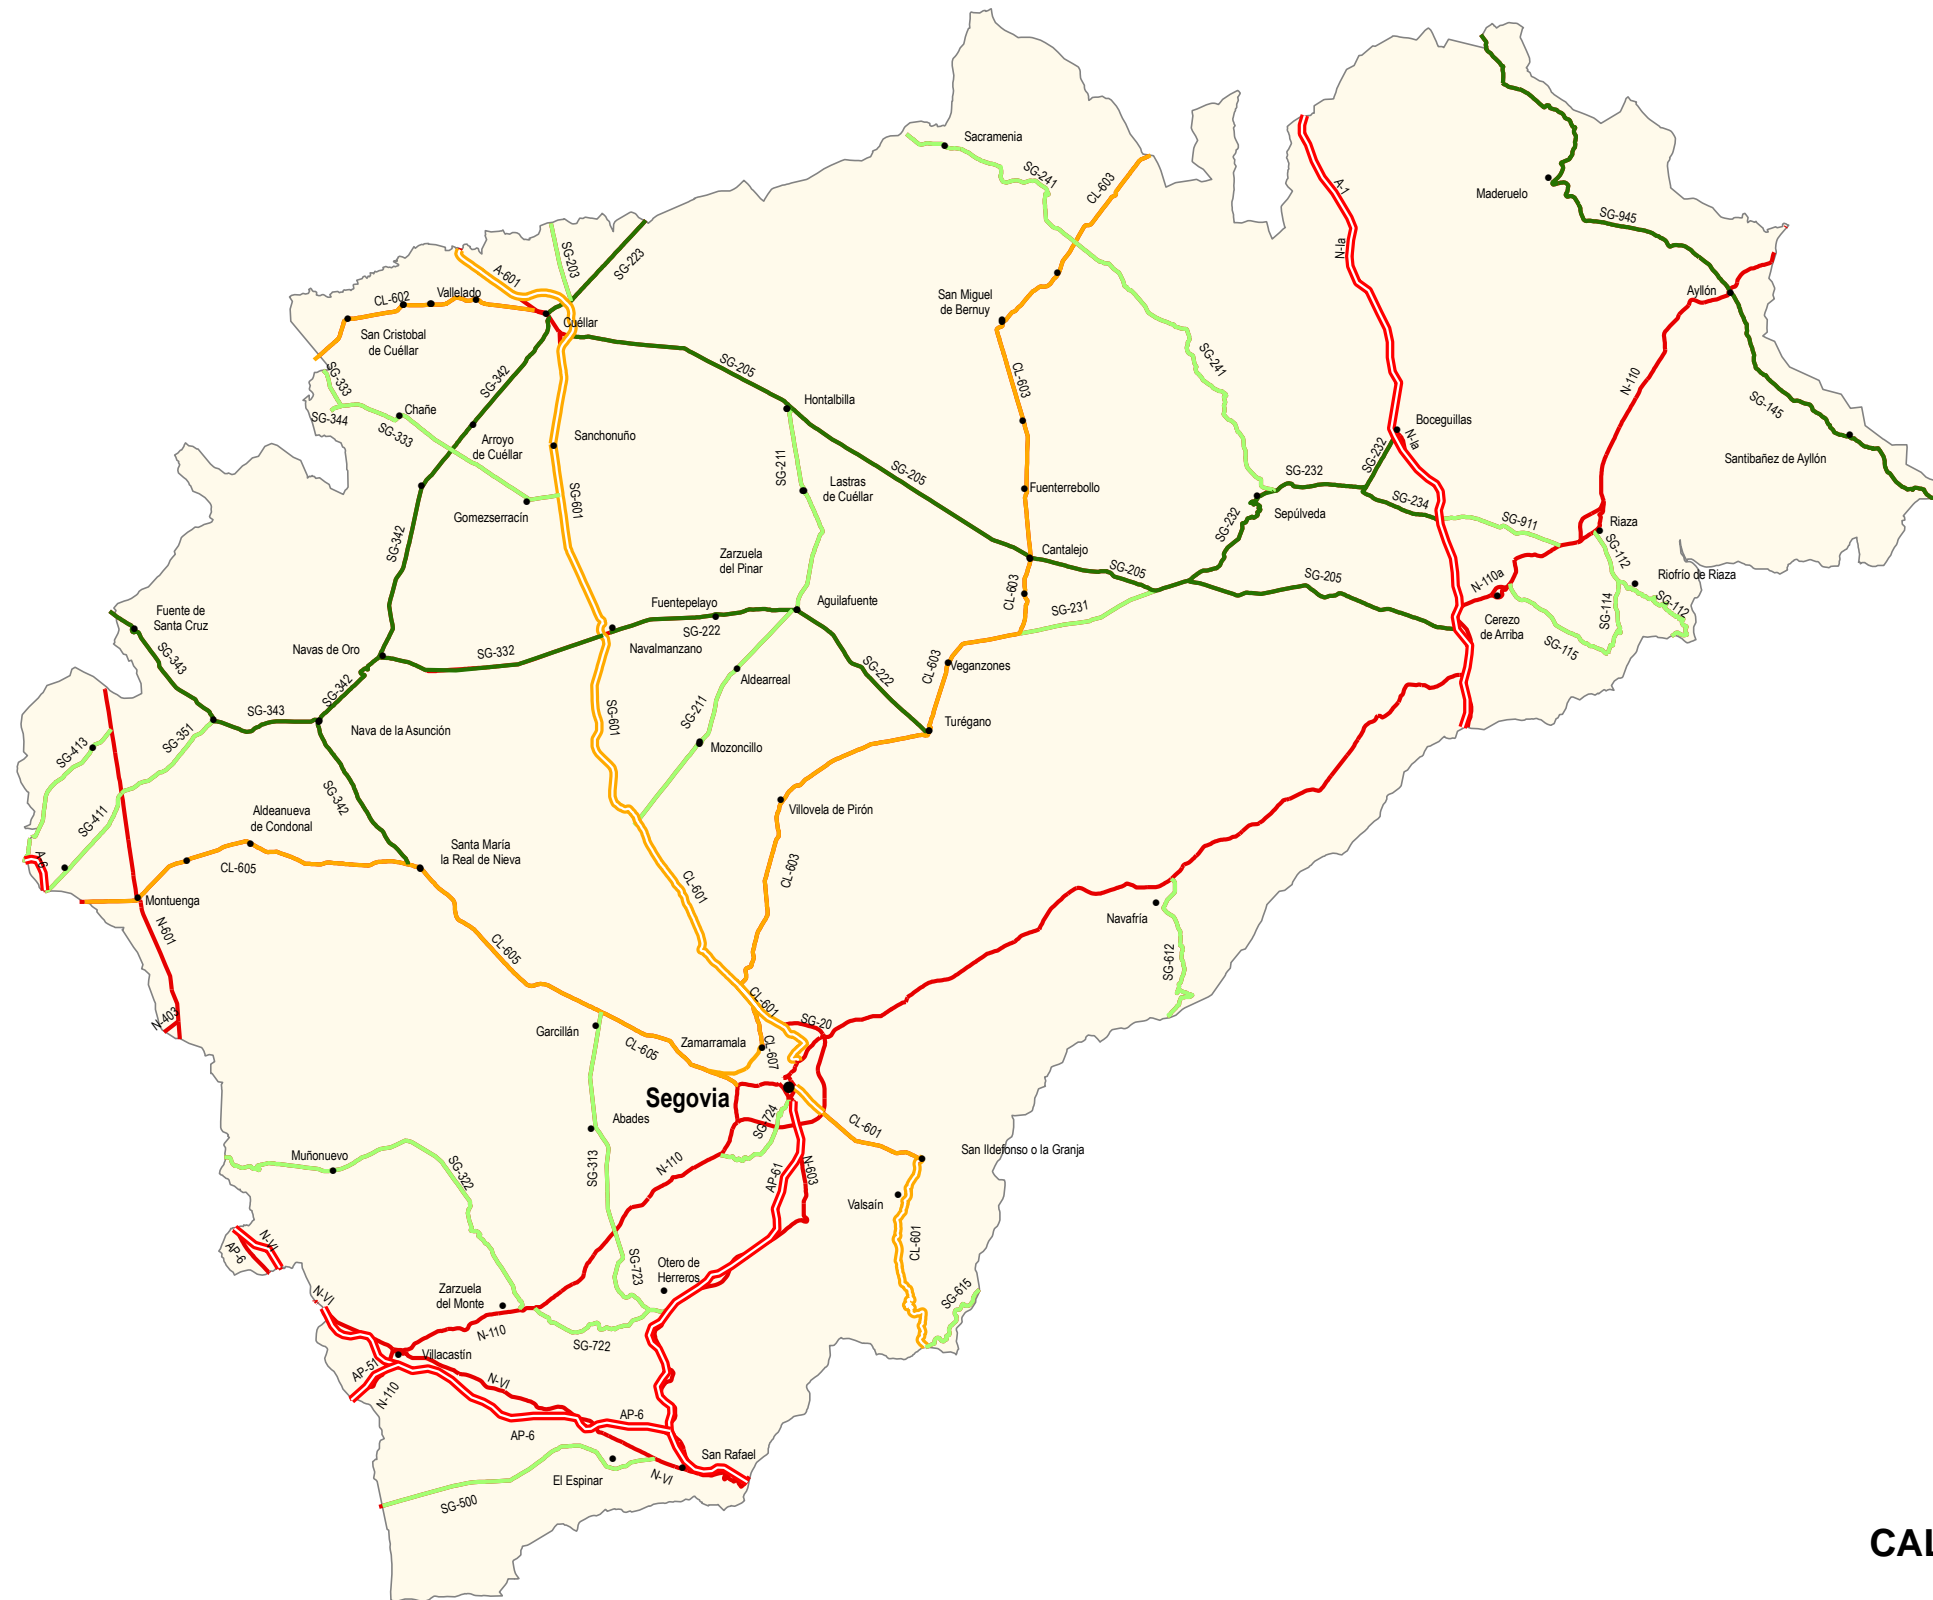 Sacramenia
SG-241
CL-603
A-1
Maderuelo
SG-945
N-Ia
SG-203
SG-223
A-601
CL-602
Vallelado
San Miguel
de Bernuy
Ayllón
Cuéllar
San Cristobal
de Cuéllar
SG-205
SG-241
SG-333
SG-342
N-110
Hontalbilla
CL-603
SG-145
SG-344
Chañe
SG-333
Boceguillas
N-Ia
Arroyo
de Cuéllar
Sanchonuño
SG-211
SG-205
SG-232
SG-232
Santibañez de Ayllón
Lastras
de Cuéllar
Fuenterrebollo
SG-234
Gomezserracín
SG-601
Sepúlveda
SG-911
Riaza
SG-232
SG-342
Zarzuela
del Pinar
Cantalejo
SG-205
SG-205
SG-112
N-110a
Riofrío de Riaza
Fuente de
Santa Cruz
Fuentepelayo
Aguilafuente
CL-603
SG-231
SG-114
SG-112
SG-222
Cerezo
de Arriba
SG-343
Navas de Oro
SG-332
Navalmanzano
SG-115
CL-603
Veganzones
SG-222
Aldearreal
SG-342
SG-343
SG-211
SG-601
Turégano
Nava de la Asunción
SG-351
SG-413
Mozoncillo
SG-342
Villovela de Pirón
SG-411
Aldeanueva
de Condonal
Santa María
la Real de Nieva
A-6
CL-605
CL-603
CL-601
Montuenga
N-601
Navafría
CL-605
SG-612
N-403
CL-601
SG-20
Garcillán
CL-605
Zamarramala
CL-607
Segovia
SG-724
Abades
CL-601
San Ildefonso o la Granja
Muñonuevo
SG-322
SG-313
N-110
AP-61
N-603
Valsaín
CL-601
N-VI
AP-6
SG-723
Otero de
Herreros
SG-615
N-VI
Zarzuela
del Monte
N-110
SG-722
AP-51
Villacastín
N-VI
N-110
AP-6
AP-6
San Rafael
El Espinar
N-VI
SG-500
CAL